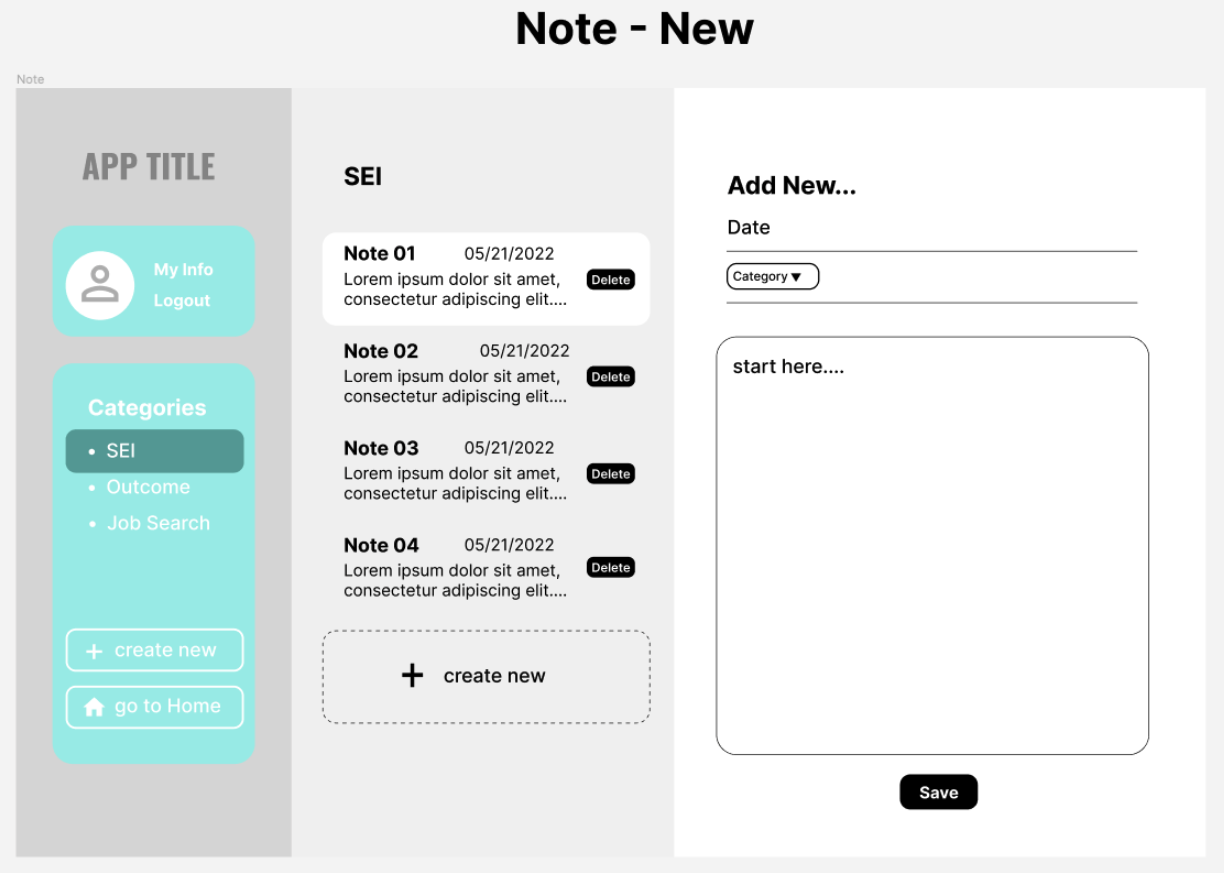 Note - New
Note
APP TITLE
My Info
Logout
Categories
• SEI
• Outcome
• Job Search
+ create new
go to Home
SEI
Note 01 05/21/2022
Lorem ipsum dolor sit amet,
consectetur adipiscing elit....
Delete
Note 02 05/21/2022
Lorem ipsum dolor sit amet,
consectetur adipiscing elit....
Delete
Note 03 05/21/2022
Lorem ipsum dolor sit amet,
consectetur adipiscing elit....
Delete
Note 04 05/21/2022
Lorem ipsum dolor sit amet,
consectetur adipiscing elit....
Delete
+ create new
Add New...
Date
Category ▼
start here....
Save